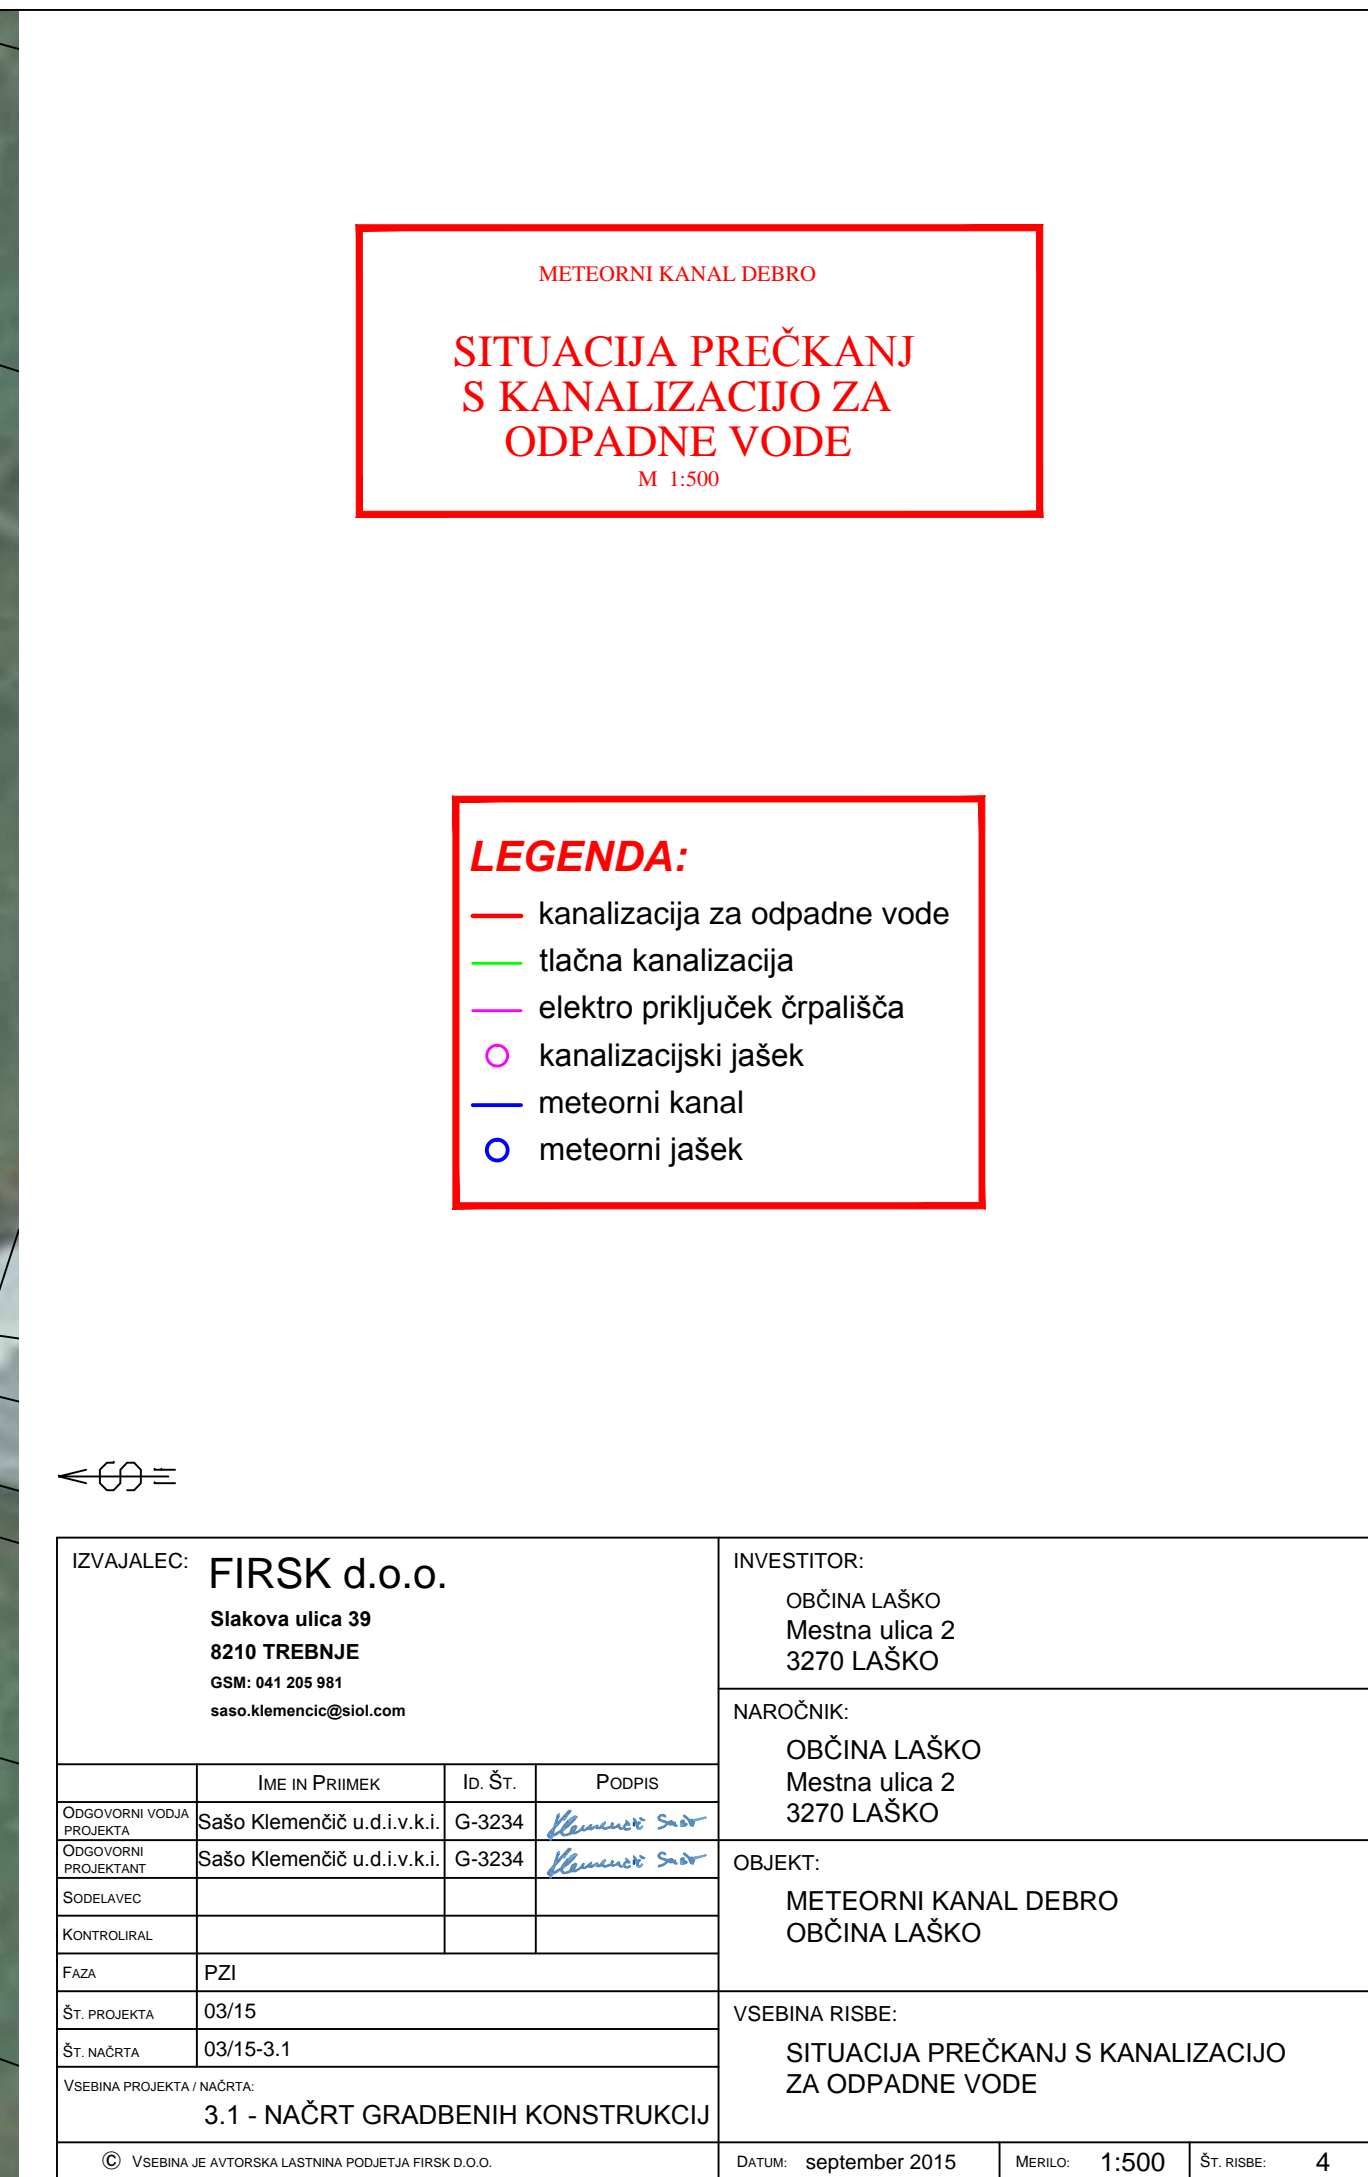 METEORNI KANAL DEBRO
SITUACIJA PREČKANJ
S KANALIZACIJO ZA
ODPADNE VODE
M 1:500
LEGENDA:
kanalizacija za odpadne vode
tlačna kanalizacija
elektro priključek črpališča
kanalizacijski jašek
meteorni kanal
meteorni jašek
IZVAJALEC: FIRSK d.o.o.
Slakova ulica 39
8210 TREBNJE
GSM: 041 205 981
saso.klemencic@siol.com
IME IN PRIIMEK ID. ŠT. PODPIS
ODGOVORNI VODJA
PROJEKTA
Sašo Klemenčič u.d.i.v.k.i. G-3234 Klemenčič Sašo
ODGOVORNI
PROJEKTANT
Sašo Klemenčič u.d.i.v.k.i. G-3234 Klemenčič Sašo
SODELAVEC
KONTROLIRAL
FAZA PZI
ŠT. PROJEKTA 03/15
ŠT. NAČRTA 03/15-3.1
VSEBINA PROJEKTA / NAČRTA:
3.1 - NAČRT GRADBENIH KONSTRUKCIJ
© VSEBINA JE AVTORSKA LASTNINA PODJETJA FIRSK D.O.O.
INVESTITOR:
OBČINA LAŠKO
Mestna ulica 2
3270 LAŠKO
NAROČNIK:
OBČINA LAŠKO
Mestna ulica 2
3270 LAŠKO
OBJEKT:
METEORNI KANAL DEBRO
OBČINA LAŠKO
VSEBINA RISBE:
SITUACIJA PREČKANJ S KANALIZACIJO
ZA ODPADNE VODE
DATUM: september 2015 MERILO: 1:500 ŠT. RISBE: 4